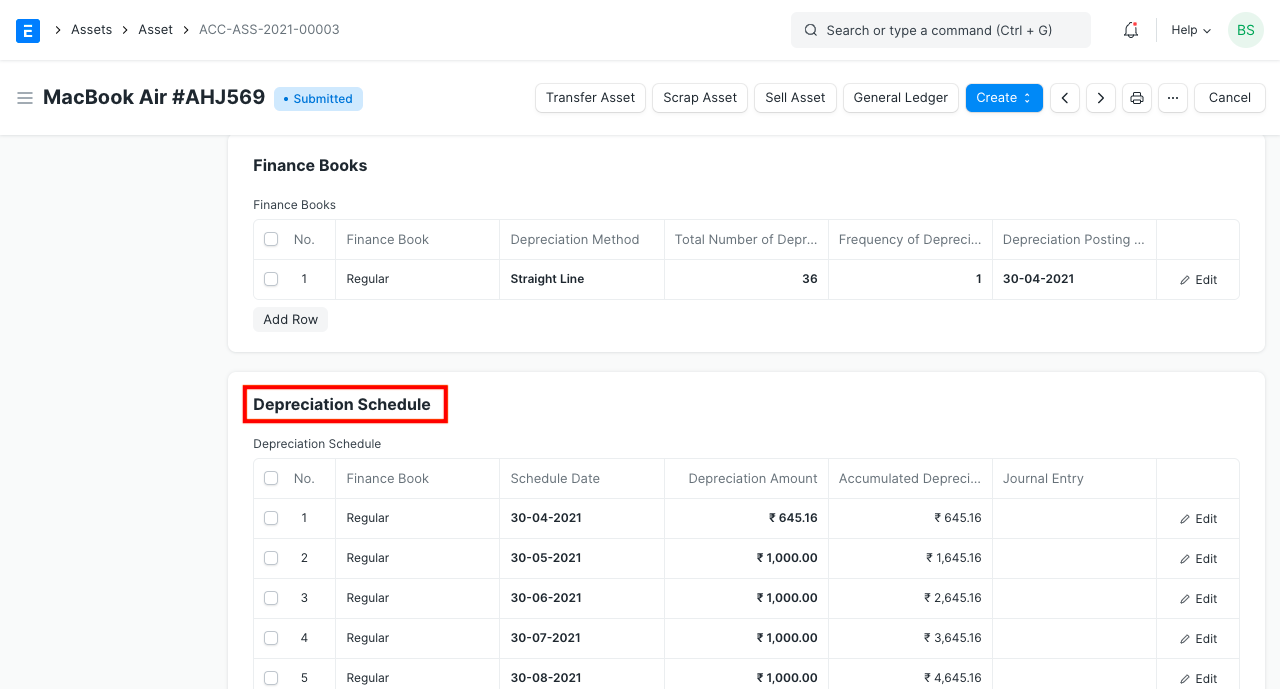 E Assets Asset ACC-ASS-2021-00003 Search or type a command (Ctrl + G) Help BS
MacBook Air #AHJ569 • Submitted Transfer Asset Scrap Asset Sell Asset General Ledger Create ... Cancel
Finance Books
Finance Books
No. Finance Book Depreciation Method Total Number of Depr... Frequency of Depreci... Depreciation Posting ...
1 Regular Straight Line 36 1 30-04-2021 Edit
Add Row
Depreciation Schedule
Depreciation Schedule
No. Finance Book Schedule Date Depreciation Amount Accumulated Depreci... Journal Entry
1 Regular 30-04-2021 ₹ 645.16 ₹ 645.16 Edit
2 Regular 30-05-2021 ₹ 1,000.00 ₹ 1,645.16 Edit
3 Regular 30-06-2021 ₹ 1,000.00 ₹ 2,645.16 Edit
4 Regular 30-07-2021 ₹ 1,000.00 ₹ 3,645.16 Edit
5 Regular 30-08-2021 ₹ 1,000.00 ₹ 4,645.16 Edit